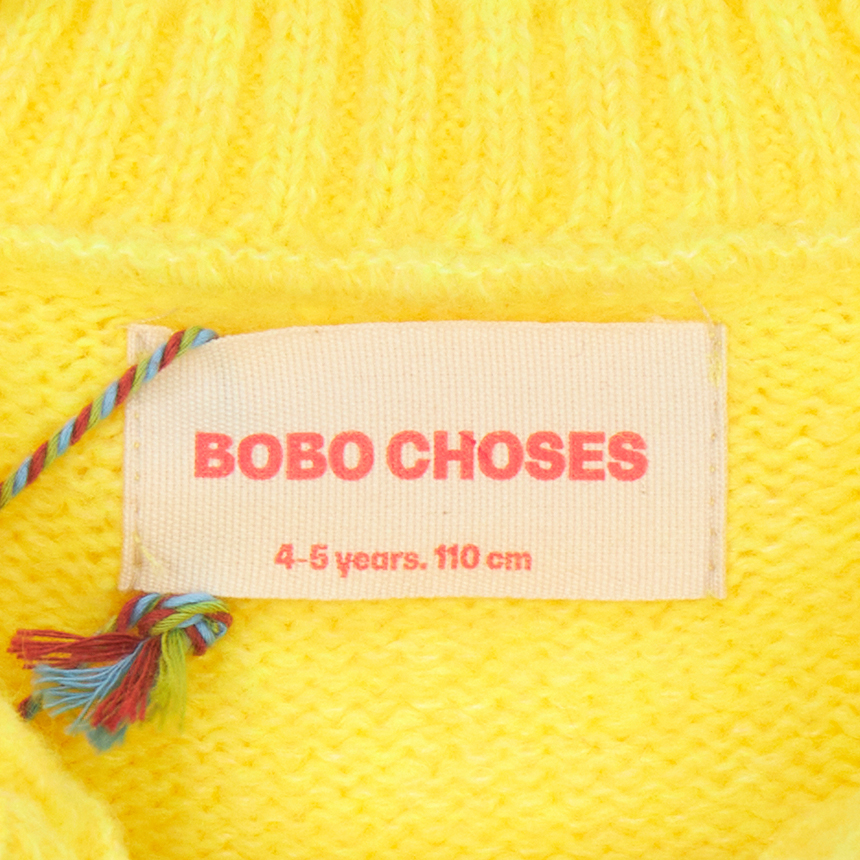 BOBO CHOSES
4-5 years. 110 cm